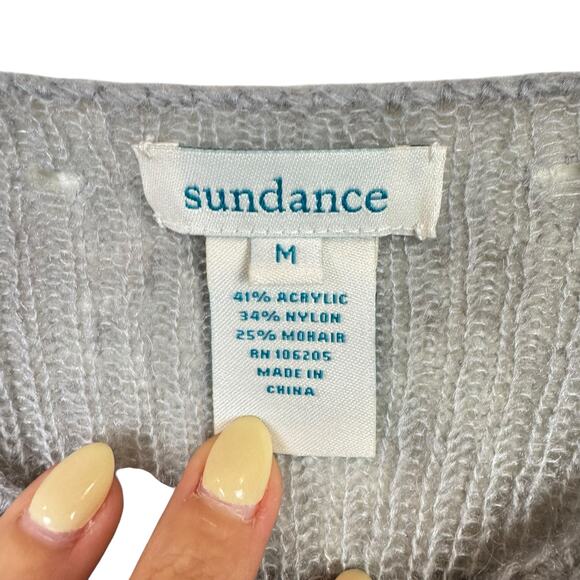 sundance
M
41% ACRYLIC
34% NYLON
25% MOHAIR
RN 106205
MADE IN
CHINA